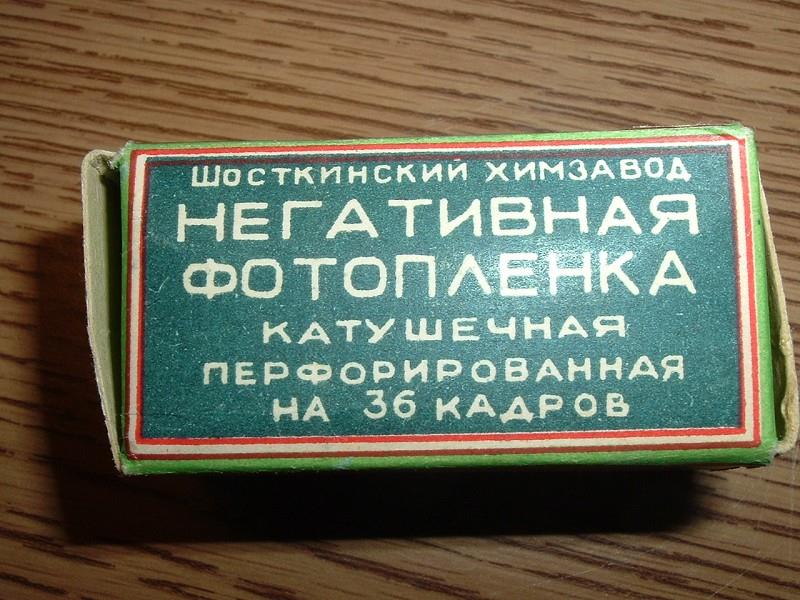 Шосткинский химзавод
НЕГАТИВНАЯ
ФОТОПЛЕНКА
КАТУШЕЧНАЯ
ПЕРФОРИРОВАННАЯ
НА 36 КАДРОВ